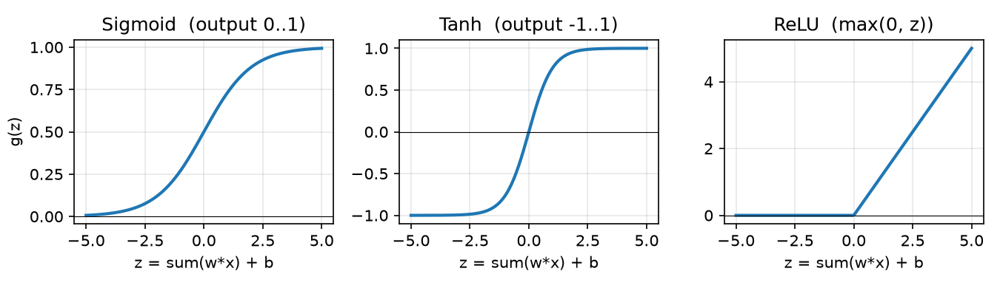 Sigmoid  (output 0..1)
g(z)
1.00
0.75
0.50
0.25
0.00
−5.0 −2.5 0.0 2.5 5.0
z = sum(w*x) + b
Tanh  (output -1..1)
1.0
0.5
0.0
−0.5
−1.0
−5.0 −2.5 0.0 2.5 5.0
z = sum(w*x) + b
ReLU  (max(0, z))
4
2
0
−5.0 −2.5 0.0 2.5 5.0
z = sum(w*x) + b